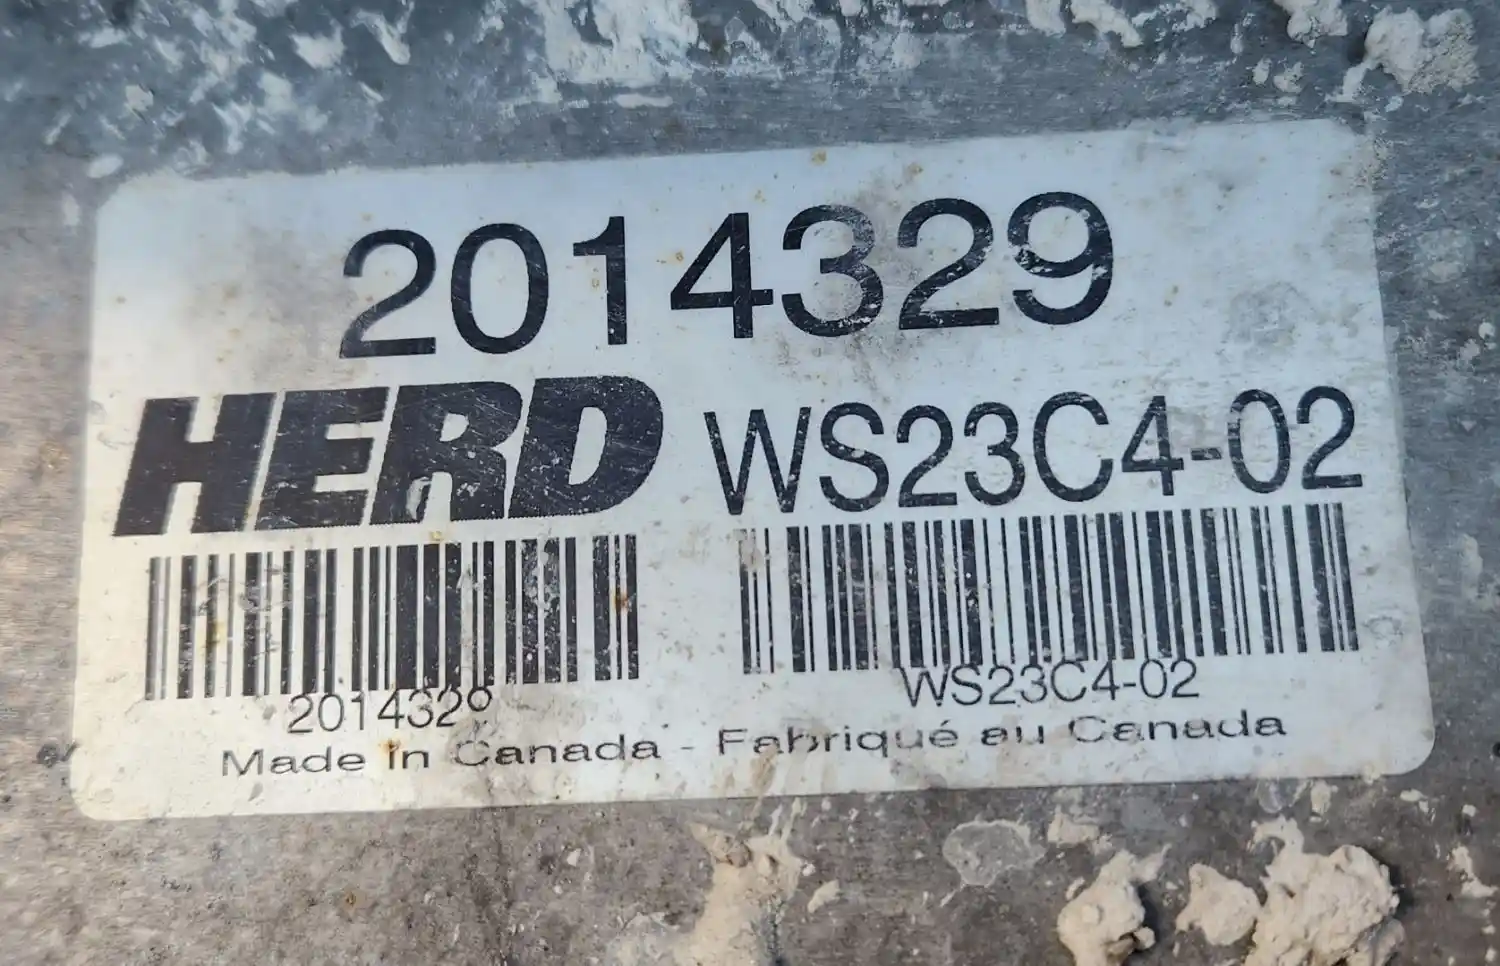 2014329
HERD WS23C4-02
2014329 WS23C4-02
Made in Canada - Fabriqué au Canada